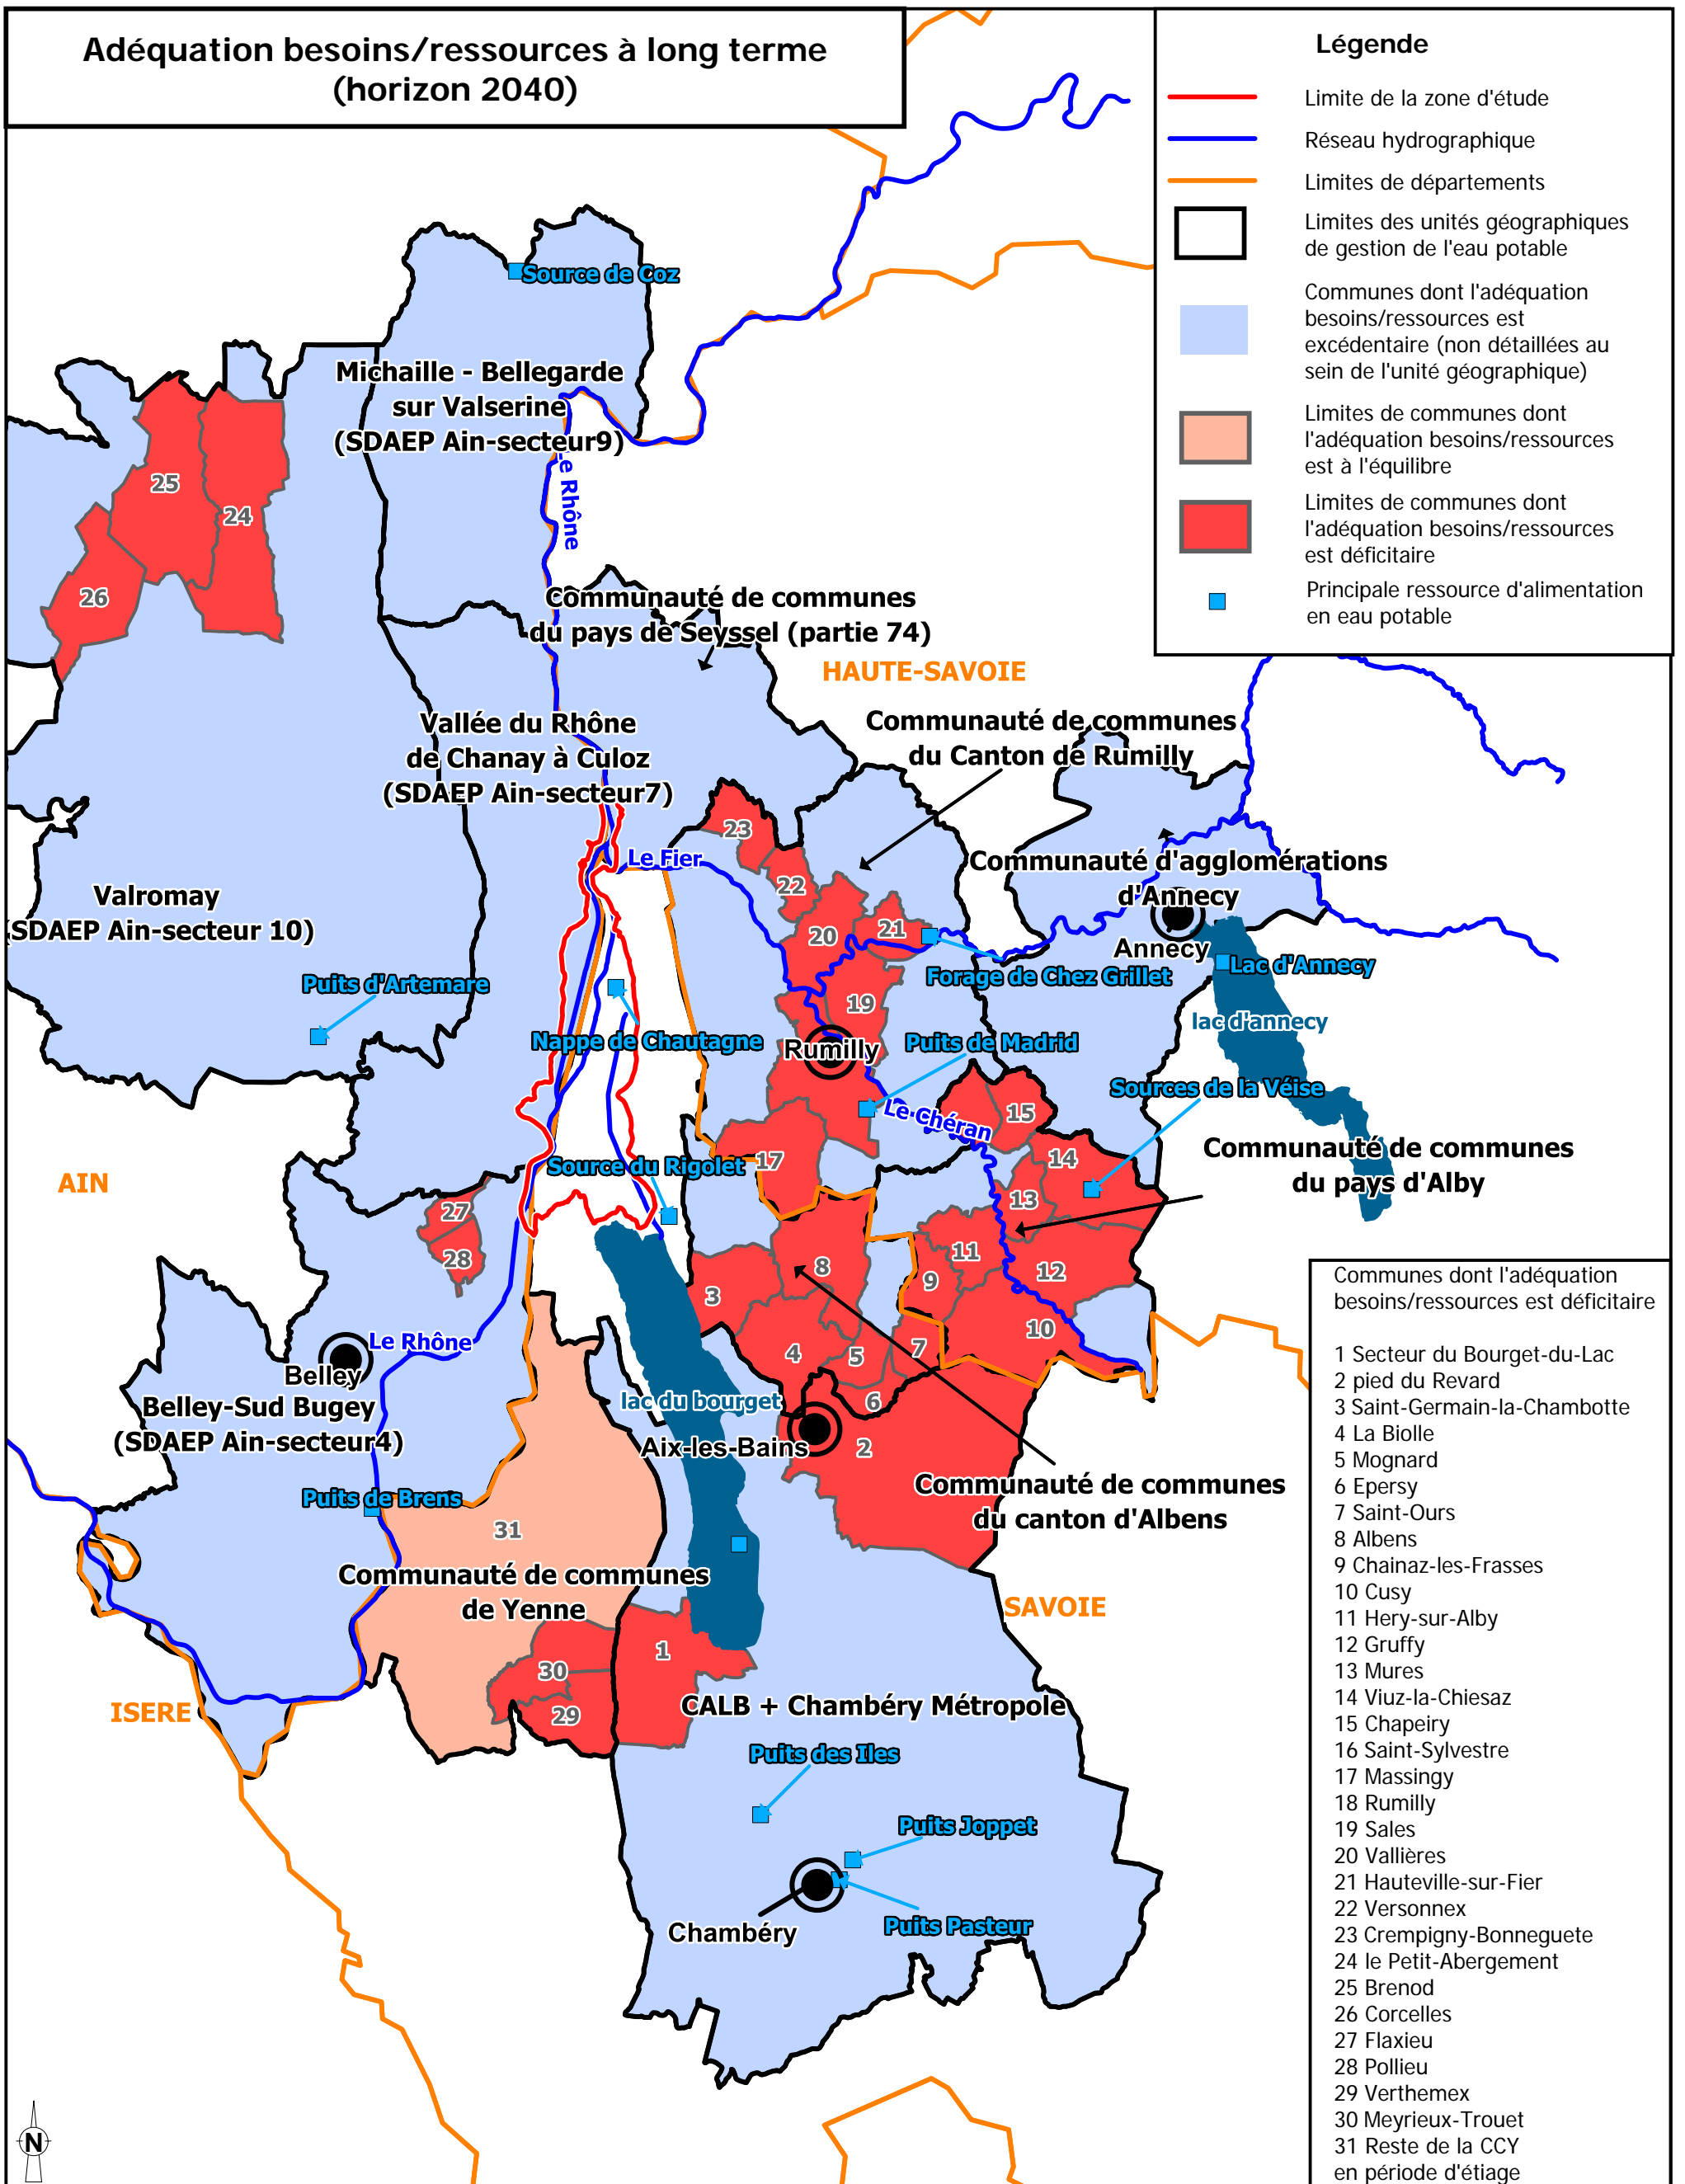 Adéquation besoins/ressources à long terme
(horizon 2040)
Légende
Limite de la zone d'étude
Réseau hydrographique
Limites de départements
Limites des unités géographiques
de gestion de l'eau potable
Communes dont l'adéquation
besoins/ressources est
excédentaire (non détaillées au
sein de l'unité géographique)
Limites de communes dont
l'adéquation besoins/ressources
est à l'équilibre
Limites de communes dont
l'adéquation besoins/ressources
est déficitaire
Principale ressource d'alimentation
en eau potable
Source de Coz
Michaille - Bellegarde
sur Valserine
(SDAEP Ain-secteur9)
25
24
26
Le Rhône
Communauté de communes
du pays de Seyssel (partie 74)
HAUTE-SAVOIE
Vallée du Rhône
de Chanay à Culoz
(SDAEP Ain-secteur7)
Communauté de communes
du Canton de Rumilly
23
Le Fier
22
Communauté d'agglomérations
d'Annecy
Annecy
Valromay
(SDAEP Ain-secteur 10)
20
21
Forage de Chez Grillet
Lac d'Annecy
Puits d'Artemare
19
lac d'annecy
Nappe de Chautagne
Rumilly
Puits de Madrid
Sources de la Véise
Le Chéran
15
Communauté de communes
du pays d'Alby
14
17
Source du Rigolet
AIN
13
27
28
11
8
12
9
3
10
Le Rhône
4
5
7
Belley
Belley-Sud Bugey
(SDAEP Ain-secteur4)
lac du bourget
6
Aix-les-Bains
2
Communauté de communes
du canton d'Albens
Puits de Brens
31
Communauté de communes
de Yenne
SAVOIE
1
30
29
ISERE
CALB + Chambéry Métropole
Puits des Iles
Puits Joppet
Puits Pasteur
Chambéry
N
Communes dont l'adéquation
besoins/ressources est déficitaire
1 Secteur du Bourget-du-Lac
2 pied du Revard
3 Saint-Germain-la-Chambotte
4 La Biolle
5 Mognard
6 Epersy
7 Saint-Ours
8 Albens
9 Chainaz-les-Frasses
10 Cusy
11 Hery-sur-Alby
12 Gruffy
13 Mures
14 Viuz-la-Chiesaz
15 Chapeiry
16 Saint-Sylvestre
17 Massingy
18 Rumilly
19 Sales
20 Vallières
21 Hauteville-sur-Fier
22 Versonnex
23 Crempigny-Bonneguete
24 le Petit-Abergement
25 Brenod
26 Corcelles
27 Flaxieu
28 Pollieu
29 Verthemex
30 Meyrieux-Trouet
31 Reste de la CCY
en période d'étiage